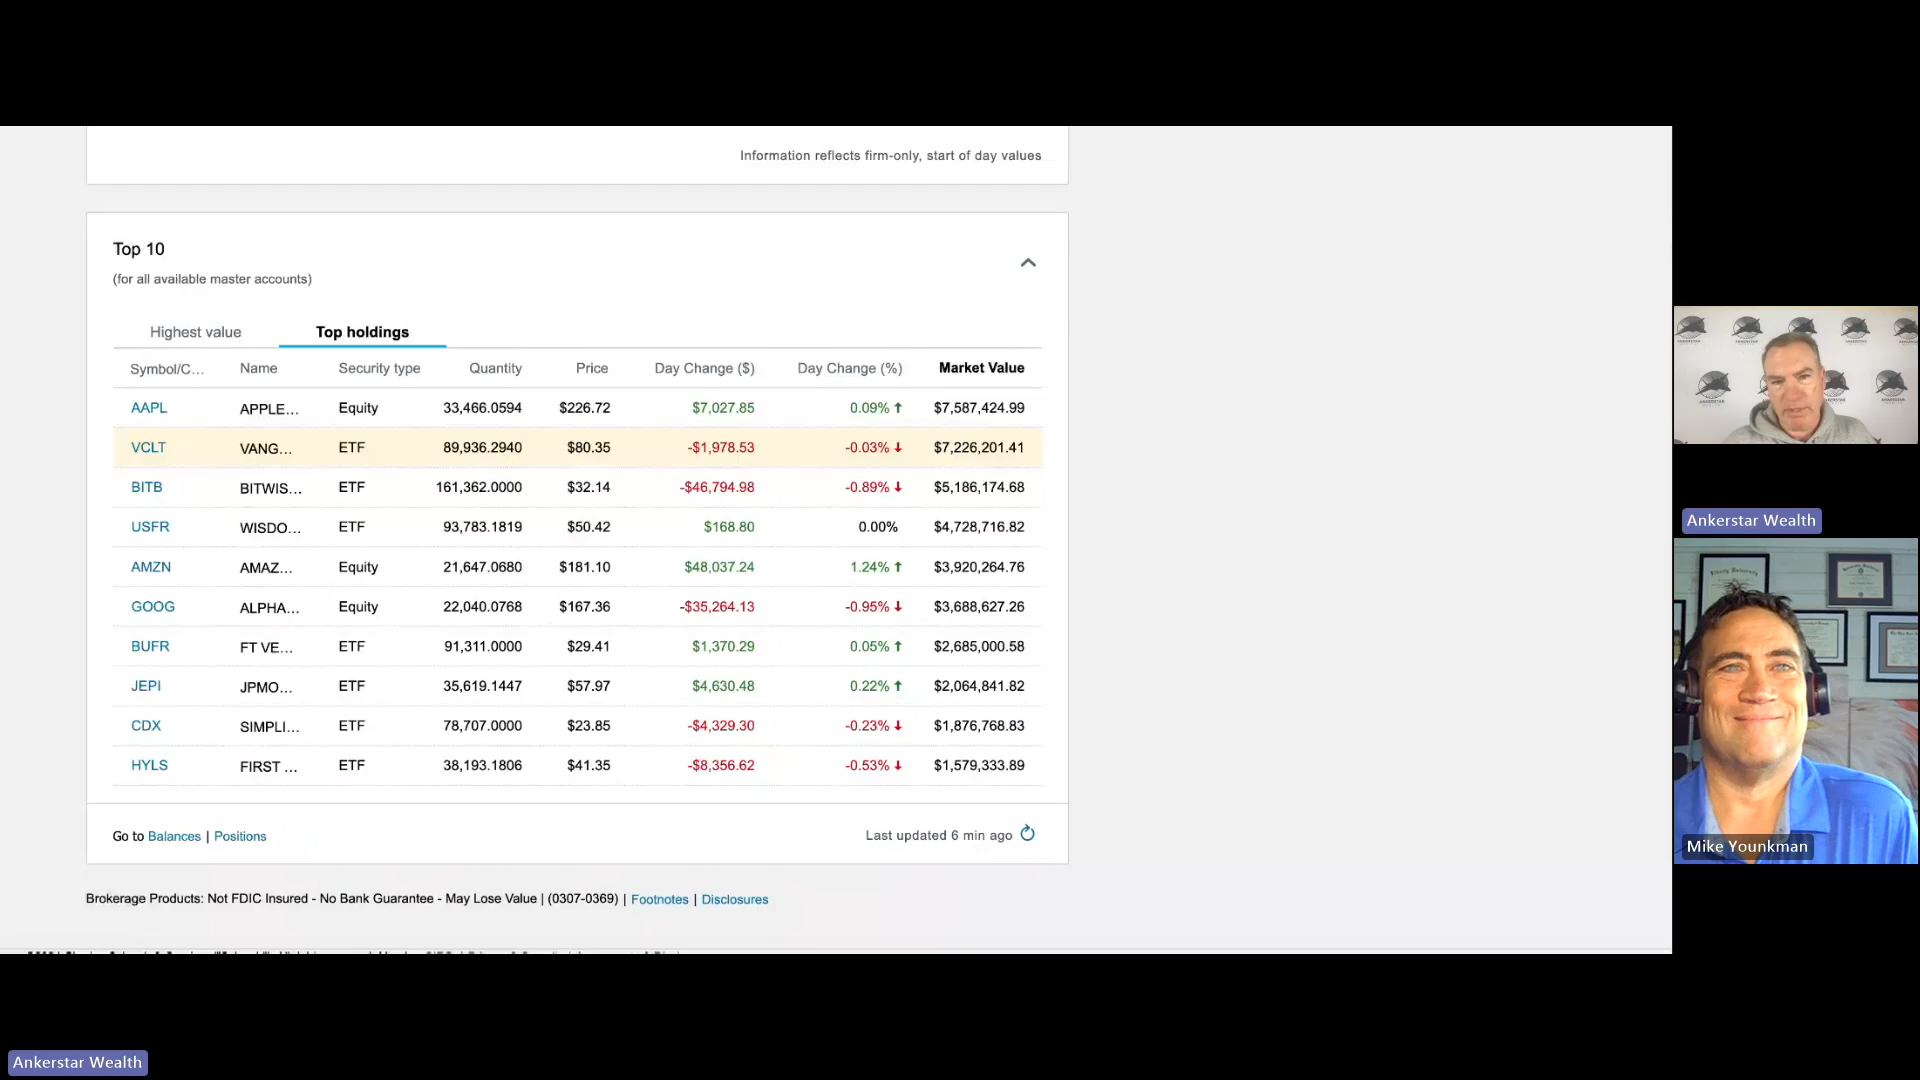 Information reflects firm-only, start of day values
Top 10
(for all available master accounts)
Highest value Top holdings
Symbol/C... Name Security type Quantity Price Day Change ($) Day Change (%) Market Value
AAPL APPLE... Equity 33,466.0594 $226.72 $7,027.85 0.09% ↑ $7,587,424.99
VCLT VANG... ETF 89,936.2940 $80.35 -$1,978.53 -0.03% ↓ $7,226,201.41
BITB BITWIS... ETF 161,362.0000 $32.14 -$46,794.98 -0.89% ↓ $5,186,174.68
USFR WISDO... ETF 93,783.1819 $50.42 $168.80 0.00% $4,728,716.82
AMZN AMAZ... Equity 21,647.0680 $181.10 $48,037.24 1.24% ↑ $3,920,264.76
GOOG ALPHA... Equity 22,040.0768 $167.36 -$35,264.13 -0.95% ↓ $3,688,627.26
BUFR FT VE... ETF 91,311.0000 $29.41 $1,370.29 0.05% ↑ $2,685,000.58
JEPI JPMO... ETF 35,619.1447 $57.97 $4,630.48 0.22% ↑ $2,064,841.82
CDX SIMPLI... ETF 78,707.0000 $23.85 -$4,329.30 -0.23% ↓ $1,876,768.83
HYLS FIRST ... ETF 38,193.1806 $41.35 -$8,356.62 -0.53% ↓ $1,579,333.89
Go to Balances | Positions
Last updated 6 min ago
Brokerage Products: Not FDIC Insured - No Bank Guarantee - May Lose Value | (0307-0369) | Footnotes | Disclosures
Ankerstar Wealth
Mike Younkman
Ankerstar Wealth